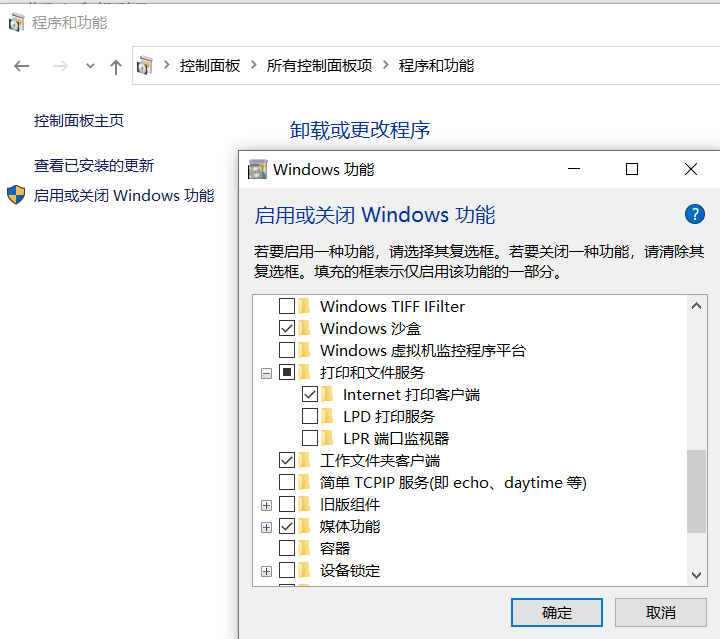 程序和功能
控制面板 所有控制面板项 程序和功能
控制面板主页
卸载或更改程序
查看已安装的更新
启用或关闭 Windows 功能
Windows 功能
启用或关闭 Windows 功能
?
若要启用一种功能，请选择其复选框。若要关闭一种功能，请清除其
复选框。填充的框表示仅启用该功能的一部分。
Windows TIFF IFilter
Windows 沙盒
Windows 虚拟机监控程序平台
打印和文件服务
Internet 打印客户端
LPD 打印服务
LPR 端口监视器
工作文件夹客户端
简单 TCPIP 服务(即 echo、daytime 等)
旧版组件
媒体功能
容器
设备锁定
确定
取消